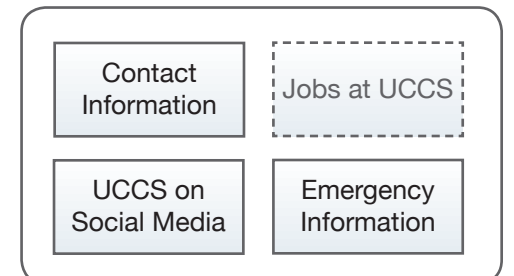 Contact
Information
Jobs at UCCS
UCCS on
Social Media
Emergency
Information